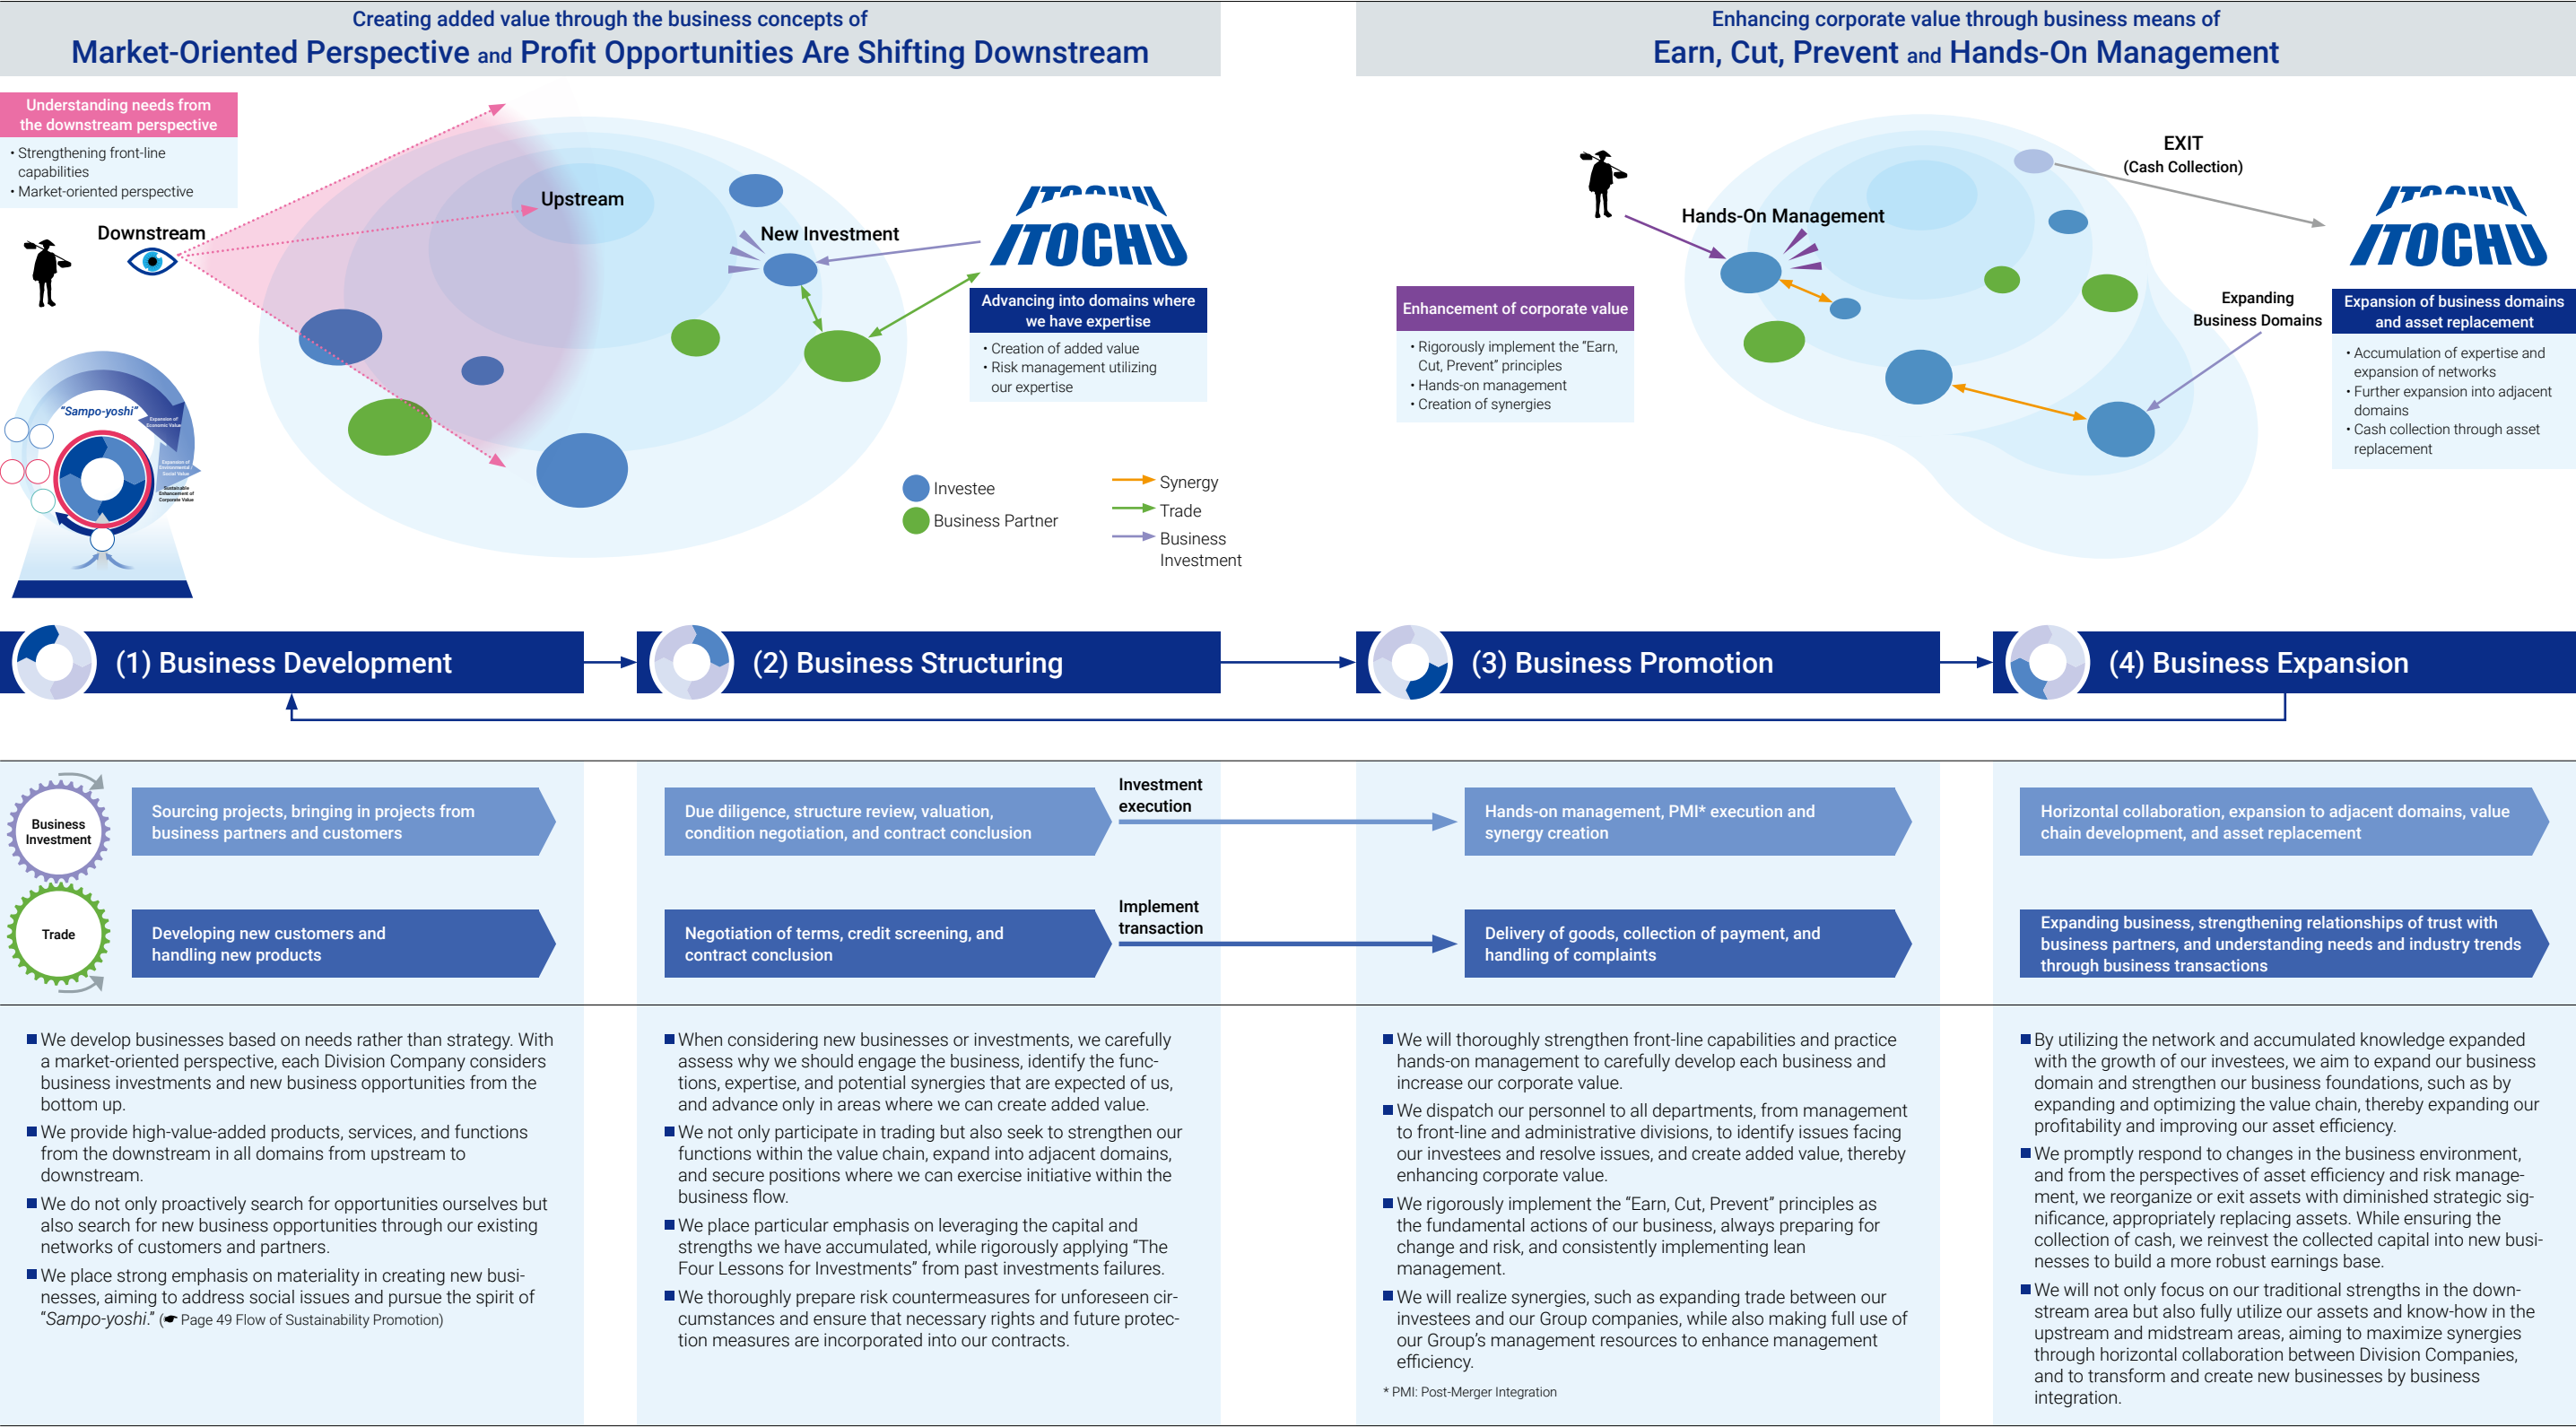 Creating added value through the business concepts of
Market-Oriented Perspective and Profit Opportunities Are Shifting Downstream
Understanding needs from
the downstream perspective
• Strengthening front-line
capabilities
• Market-oriented perspective
Downstream
Upstream
New Investment
ITOCHU
Advancing into domains where
we have expertise
• Creation of added value
• Risk management utilizing
our expertise
"Sampo-yoshi"
Expansion of
Economic Value
Expansion of
Environmental
Social Value
Sustainable
Enhancement of
Corporate Value
Investee
Business Partner
Synergy
Trade
Business
Investment
Enhancing corporate value through business means of
Earn, Cut, Prevent and Hands-On Management
Hands-On Management
EXIT
(Cash Collection)
ITOCHU
Enhancement of corporate value
• Rigorously implement the "Earn,
Cut, Prevent" principles
• Hands-on management
• Creation of synergies
Expanding
Business Domains
Expansion of business domains
and asset replacement
• Accumulation of expertise and
expansion of networks
• Further expansion into adjacent
domains
• Cash collection through asset
replacement
(1) Business Development
(2) Business Structuring
(3) Business Promotion
(4) Business Expansion
Business
Investment
Sourcing projects, bringing in projects from
business partners and customers
Due diligence, structure review, valuation,
condition negotiation, and contract conclusion
Investment
execution
Hands-on management, PMI* execution and
synergy creation
Horizontal collaboration, expansion to adjacent domains, value
chain development, and asset replacement
Trade
Developing new customers and
handling new products
Negotiation of terms, credit screening, and
contract conclusion
Implement
transaction
Delivery of goods, collection of payment, and
handling of complaints
Expanding business, strengthening relationships of trust with
business partners, and understanding needs and industry trends
through business transactions
■ We develop businesses based on needs rather than strategy. With
a market-oriented perspective, each Division Company considers
business investments and new business opportunities from the
bottom up.
■ We provide high-value-added products, services, and functions
from the downstream in all domains from upstream to
downstream.
■ We do not only proactively search for opportunities ourselves but
also search for new business opportunities through our existing
networks of customers and partners.
■ We place strong emphasis on materiality in creating new busi-
nesses, aiming to address social issues and pursue the spirit of
"Sampo-yoshi." (☛ Page 49 Flow of Sustainability Promotion)
■ When considering new businesses or investments, we carefully
assess why we should engage the business, identify the func-
tions, expertise, and potential synergies that are expected of us,
and advance only in areas where we can create added value.
■ We not only participate in trading but also seek to strengthen our
functions within the value chain, expand into adjacent domains,
and secure positions where we can exercise initiative within the
business flow.
■ We place particular emphasis on leveraging the capital and
strengths we have accumulated, while rigorously applying "The
Four Lessons for Investments" from past investments failures.
■ We thoroughly prepare risk countermeasures for unforeseen cir-
cumstances and ensure that necessary rights and future protec-
tion measures are incorporated into our contracts.
■ We will thoroughly strengthen front-line capabilities and practice
hands-on management to carefully develop each business and
increase our corporate value.
■ We dispatch our personnel to all departments, from management
to front-line and administrative divisions, to identify issues facing
our investees and resolve issues, and create added value, thereby
enhancing corporate value.
■ We rigorously implement the "Earn, Cut, Prevent" principles as
the fundamental actions of our business, always preparing for
change and risk, and consistently implementing lean
management.
■ We will realize synergies, such as expanding trade between our
investees and our Group companies, while also making full use of
our Group's management resources to enhance management
efficiency.
* PMI: Post-Merger Integration
■ By utilizing the network and accumulated knowledge expanded
with the growth of our investees, we aim to expand our business
domain and strengthen our business foundations, such as by
expanding and optimizing the value chain, thereby expanding our
profitability and improving our asset efficiency.
■ We promptly respond to changes in the business environment,
and from the perspectives of asset efficiency and risk manage-
ment, we reorganize or exit assets with diminished strategic sig-
nificance, appropriately replacing assets. While ensuring the
collection of cash, we reinvest the collected capital into new busi-
nesses to build a more robust earnings base.
■ We will not only focus on our traditional strengths in the down-
stream area but also fully utilize our assets and know-how in the
upstream and midstream areas, aiming to maximize synergies
through horizontal collaboration between Division Companies,
and to transform and create new businesses by business
integration.